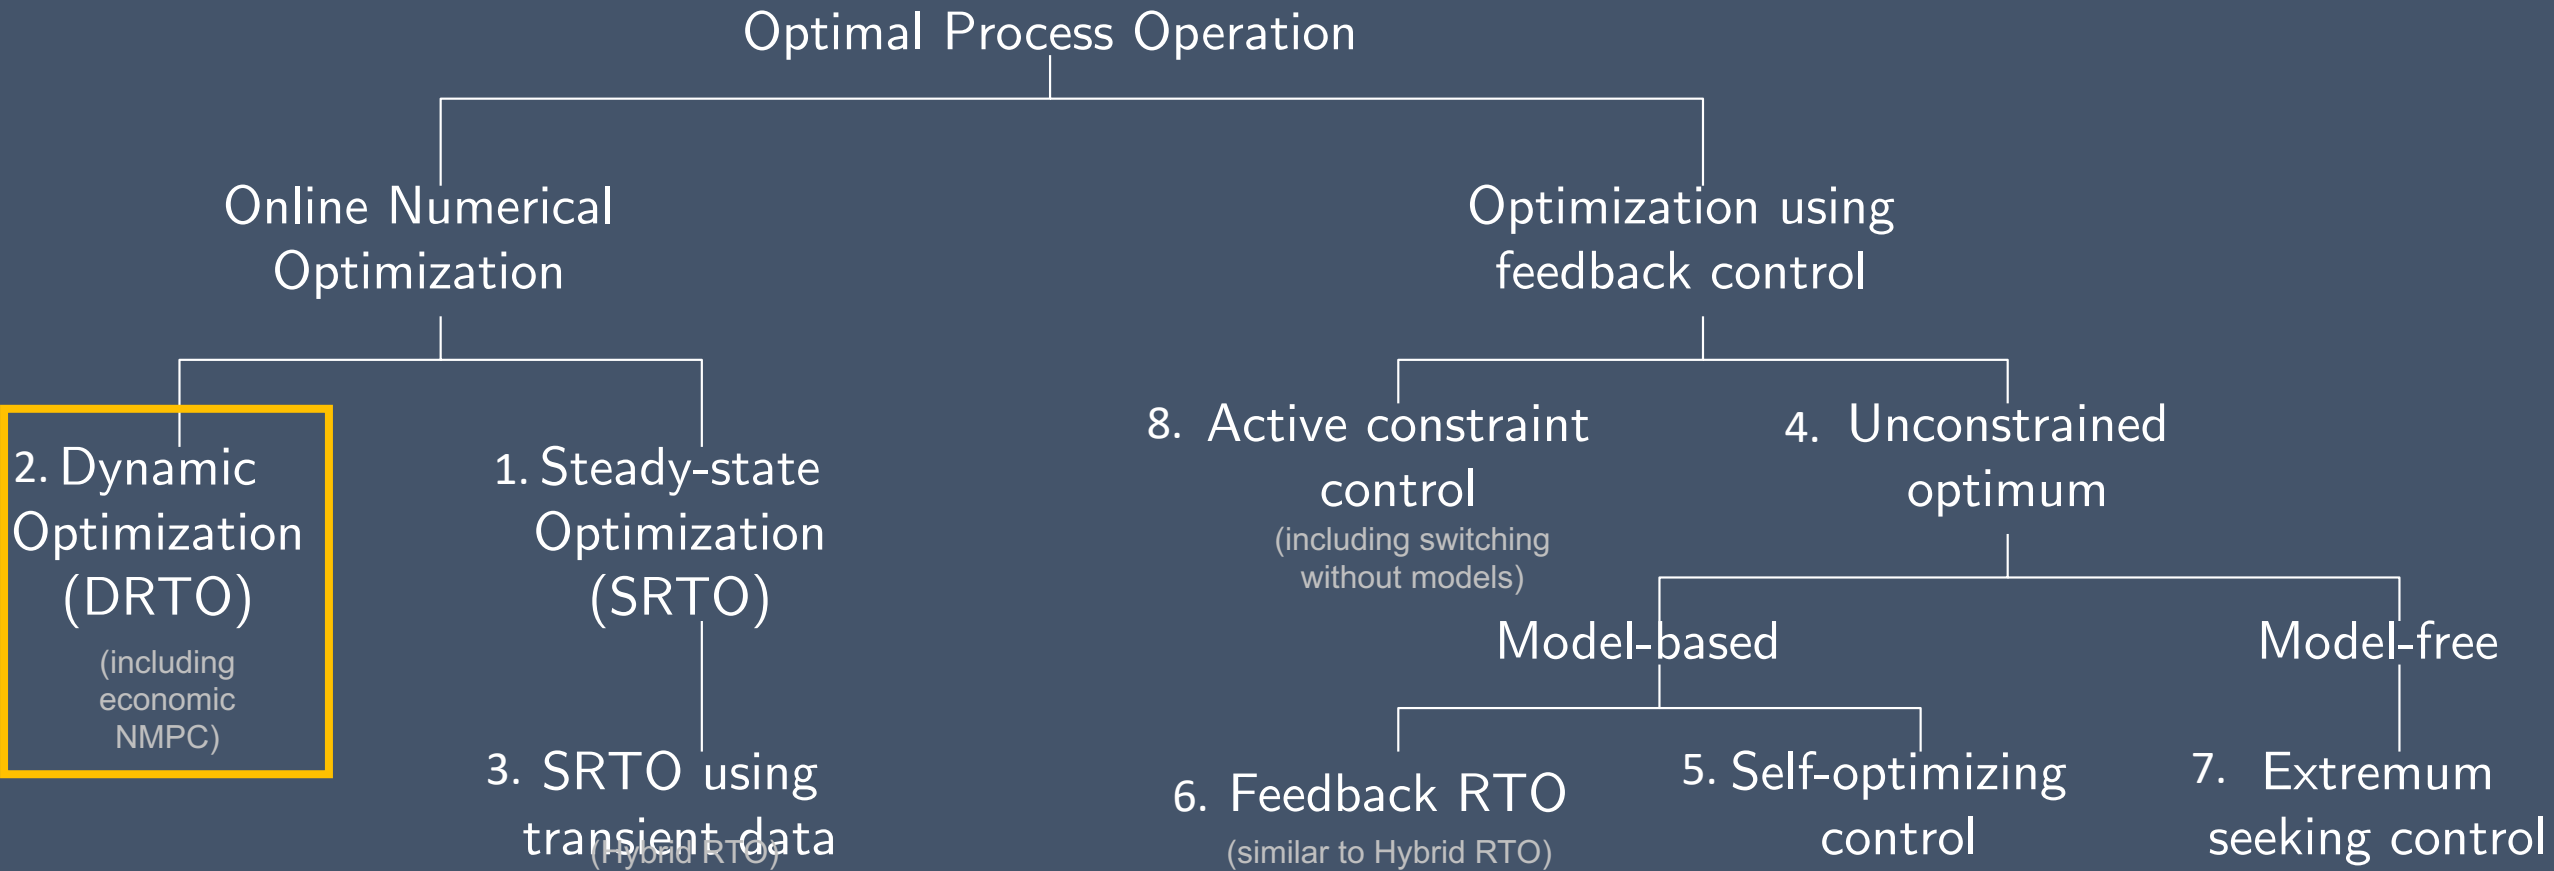 Optimal Process Operation
Online Numerical
Optimization
Optimization using
feedback control
2. Dynamic
Optimization
(DRTO)
(including
economic
NMPC)
1. Steady-state
Optimization
(SRTO)
3. SRTO using
transient data
(Hybrid RTO)
8. Active constraint
control
(including switching
without models)
4. Unconstrained
optimum
Model-based
Model-free
6. Feedback RTO
(similar to Hybrid RTO)
5. Self-optimizing
control
7. Extremum
seeking control